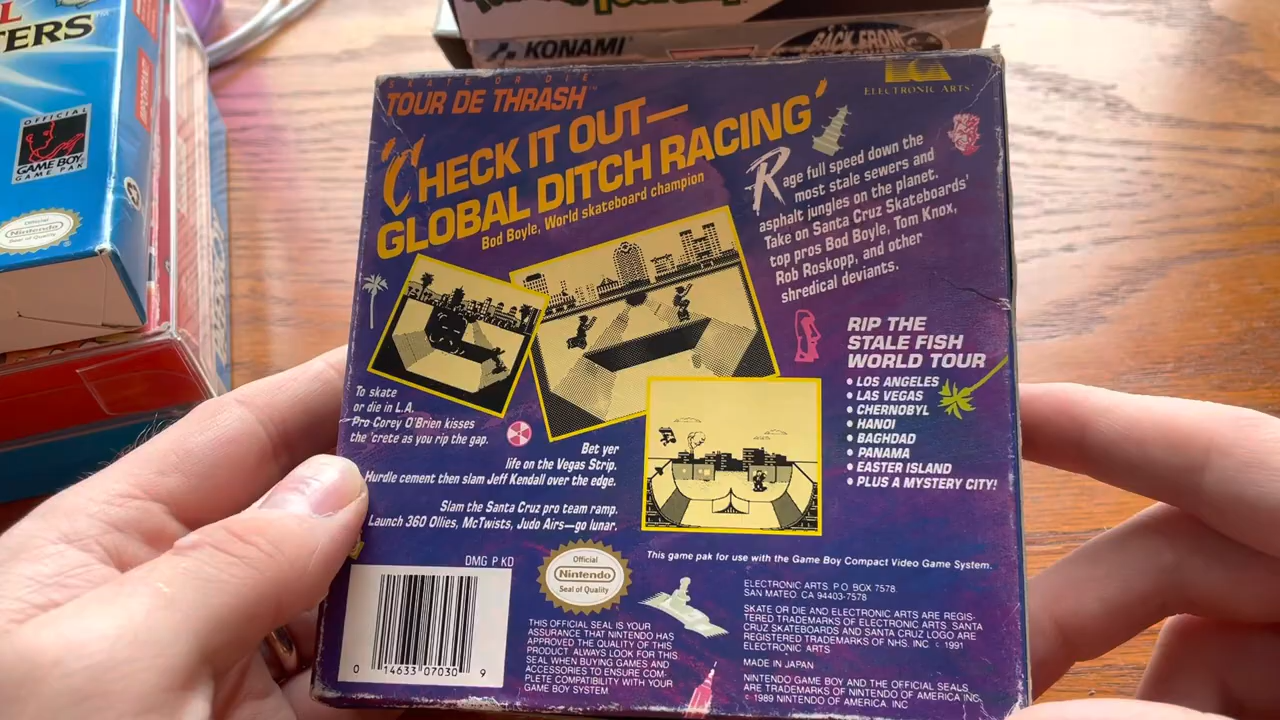 TERS
OFFICIAL
GAME BOY
GAME PAK
Official
Nintendo
Seal of Quality
KONAMI
BACK FROM
SKATE OR DIE
TOUR DE THRASH™
EA
ELECTRONIC ARTS®
'CHECK IT OUT—
GLOBAL DITCH RACING'
Bod Boyle, World skateboard champion
Rage full speed down the
most stale sewers and
asphalt jungles on the planet.
Take on Santa Cruz Skateboards'
top pros Bod Boyle, Tom Knox,
Rob Roskopp, and other
shredical deviants.
RIP THE
STALE FISH
WORLD TOUR
• LOS ANGELES
• LAS VEGAS
• CHERNOBYL
• HANOI
• BAGHDAD
• PANAMA
• EASTER ISLAND
• PLUS A MYSTERY CITY!
To skate
or die in L.A.
Pro Corey O'Brien kisses
the 'crete as you rip the gap.
Bet yer
life on the Vegas Strip.
Hurdle cement then slam Jeff Kendall over the edge.
Slam the Santa Cruz pro team ramp.
Launch 360 Ollies, McTwists, Judo Airs—go lunar.
This game pak for use with the Game Boy Compact Video Game System.
DMG P KD
0 14633 07030 9
Official
Nintendo
Seal of Quality
THIS OFFICIAL SEAL IS YOUR
ASSURANCE THAT NINTENDO HAS
APPROVED THE QUALITY OF THIS
PRODUCT. ALWAYS LOOK FOR THIS
SEAL WHEN BUYING GAMES AND
ACCESSORIES TO ENSURE COM-
PLETE COMPATIBILITY WITH YOUR
GAME BOY SYSTEM
ELECTRONIC ARTS. P.O. BOX 7578.
SAN MATEO, CA 94403-7578
SKATE OR DIE AND ELECTRONIC ARTS ARE REGIS-
TERED TRADEMARKS OF ELECTRONIC ARTS. SANTA
CRUZ SKATEBOARDS AND SANTA CRUZ LOGO ARE
REGISTERED TRADEMARKS OF NHS, INC. © 1991
ELECTRONIC ARTS
MADE IN JAPAN
NINTENDO GAME BOY AND THE OFFICIAL SEALS
ARE TRADEMARKS OF NINTENDO OF AMERICA INC.
© 1989 NINTENDO OF AMERICA, INC